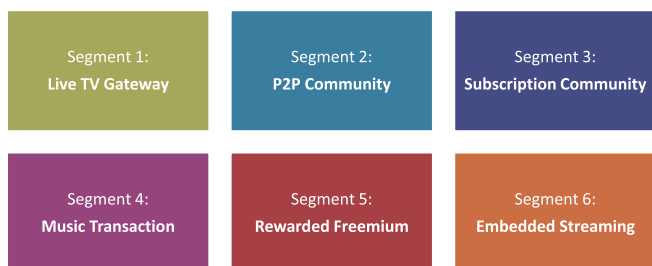 Segment 1:
Live TV Gateway
Segment 2:
P2P Community
Segment 3:
Subscription Community
Segment 4:
Music Transaction
Segment 5:
Rewarded Freemium
Segment 6:
Embedded Streaming